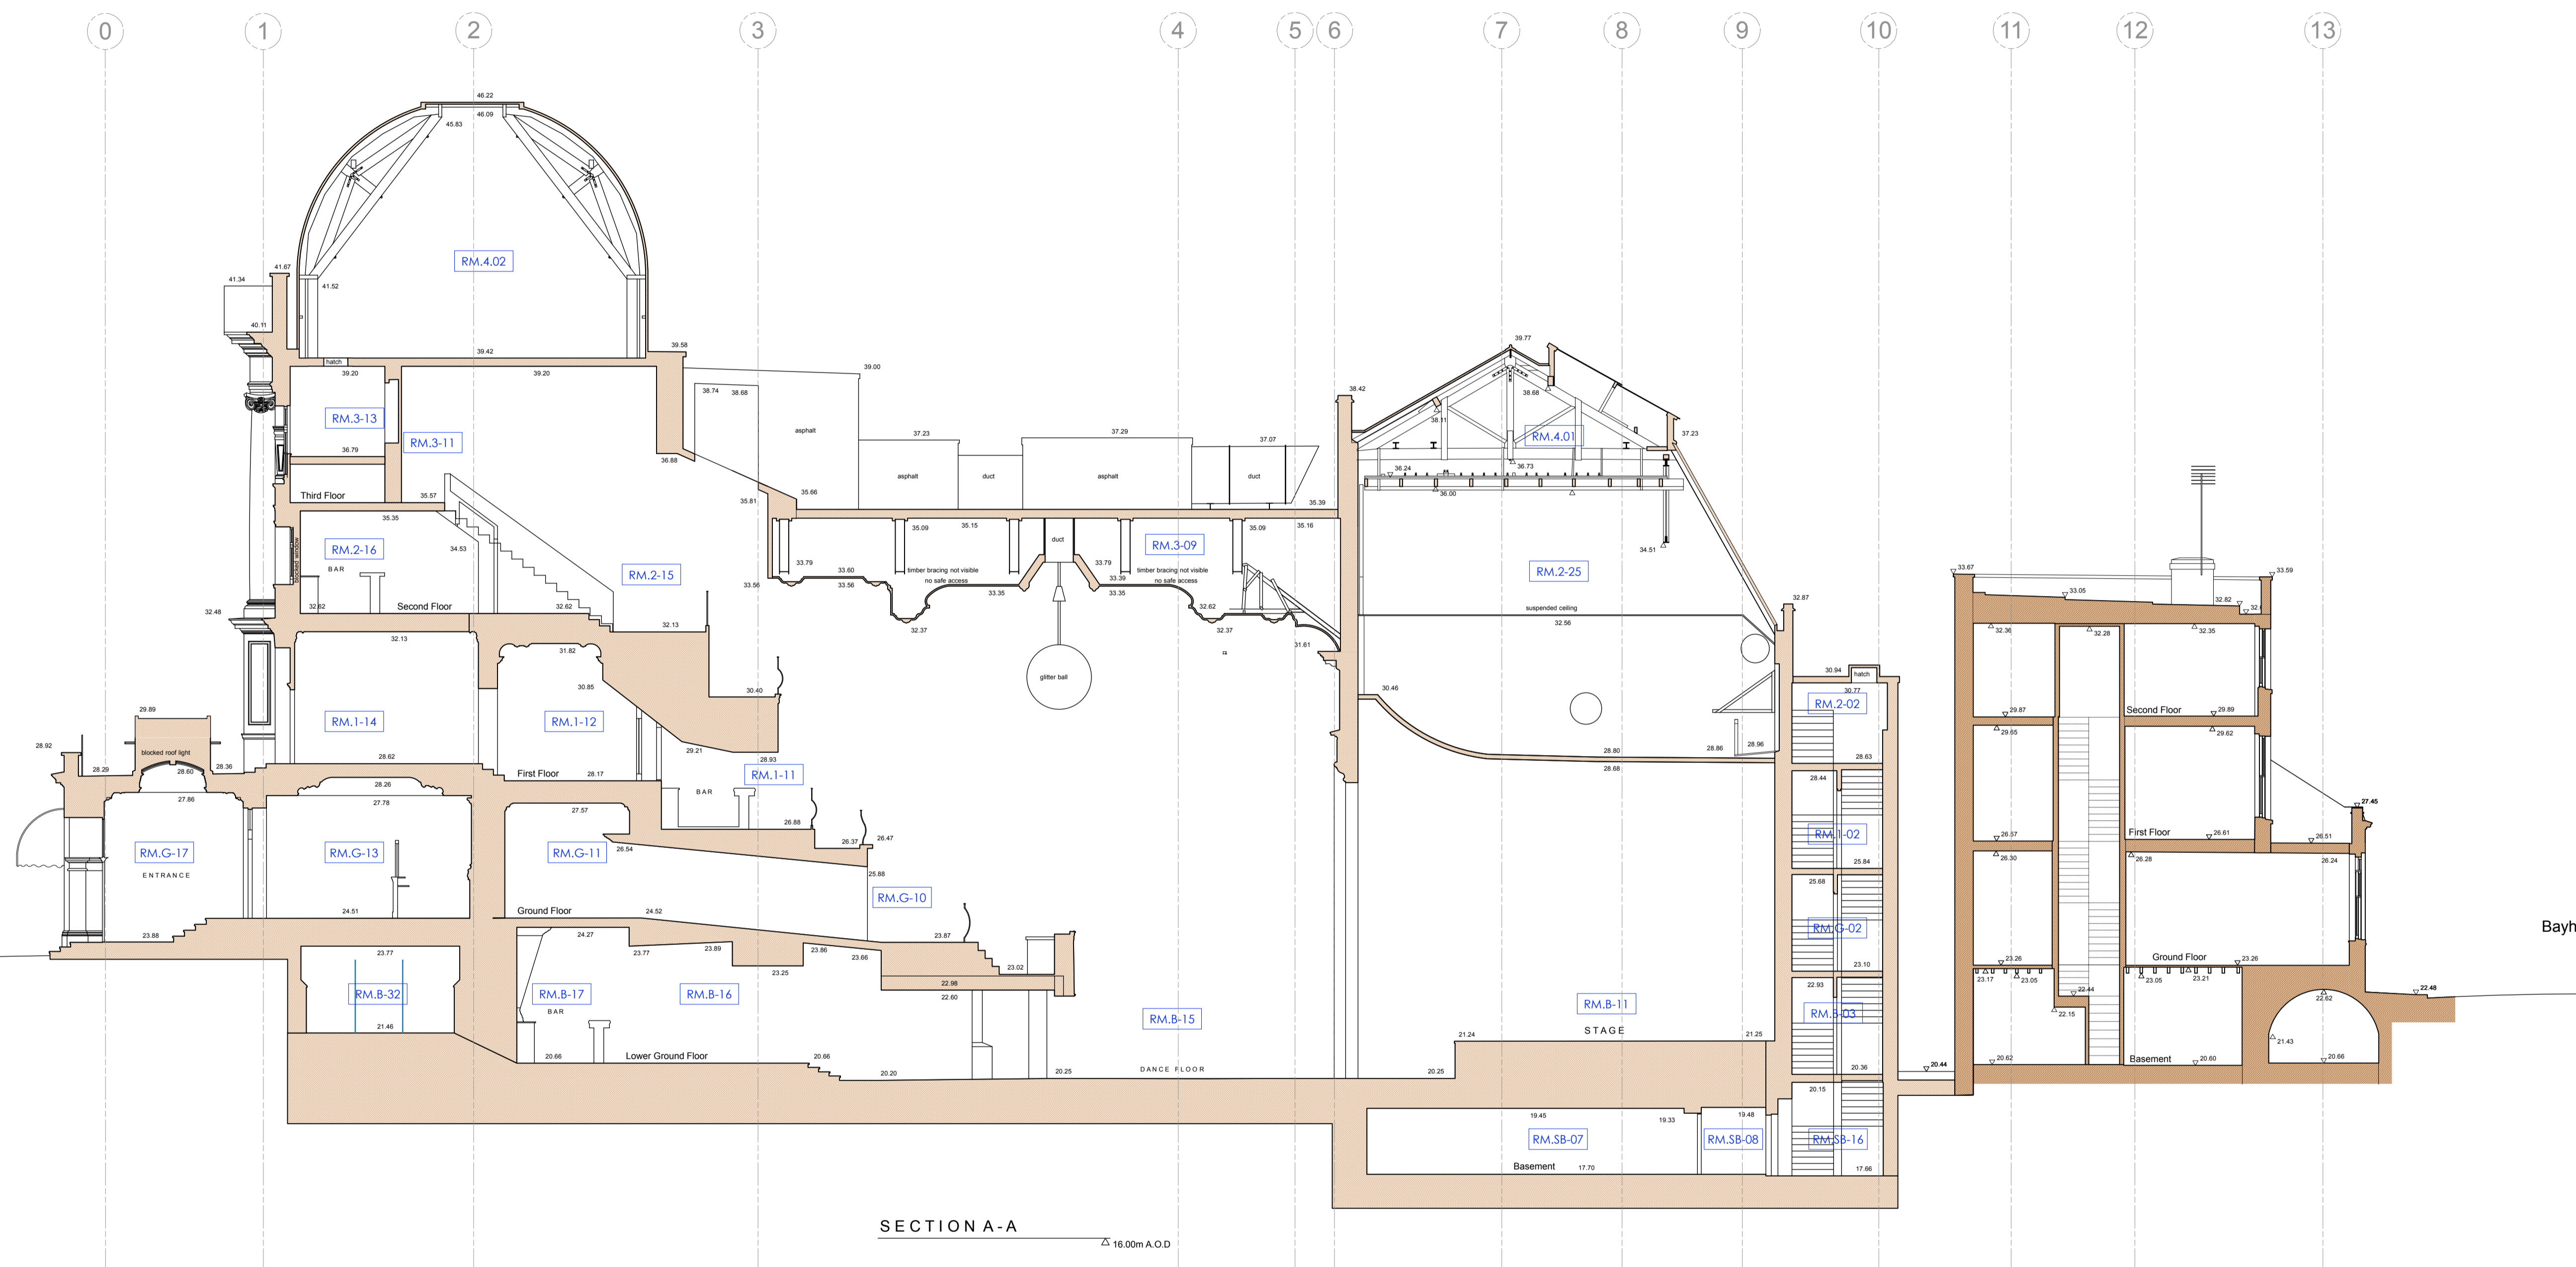 0 1 2 3 4 5 6 7 8 9 10 11 12 13
46.22
46.09
45.83
RM.4.02
41.67
41.34
41.52
40.11
39.58
39.42
hatch
39.20
39.20
39.00
38.74
38.68
39.77
38.68
38.42
38.11
RM.3-13
RM.3-11
asphalt
37.23
37.29
37.07
RM.4.01
37.23
36.79
36.88
36.24
36.73
36.00
asphalt
duct
asphalt
duct
Third Floor
35.57
35.81
35.66
35.39
35.35
35.09
35.15
35.09
35.16
duct
RM.3-09
34.51
blocked window
RM.2-16
34.53
BAR
RM.2-15
33.79
33.60
33.56
33.56
timber bracing not visible
no safe access
33.79
33.39
33.35
33.35
timber bracing not visible
no safe access
RM.2-25
33.67
33.59
33.05
32.82
32.62
Second Floor
32.62
32.48
32.62
32.37
32.37
suspended ceiling
32.56
32.87
32.13
32.13
31.82
31.61
32.36
32.28
32.35
30.85
30.40
glitter ball
30.46
30.94
hatch
30.77
RM.2-02
29.89
RM.1-14
RM.1-12
29.87
Second Floor
29.89
28.92
blocked roof light
28.60
28.29
28.36
28.62
First Floor
28.17
29.21
28.93
RM.1-11
BAR
28.80
28.68
28.86
28.96
28.63
28.44
29.65
29.62
28.26
27.86
27.78
27.57
27.45
26.88
26.37
26.47
26.54
RM.1-02
26.57
First Floor
26.61
26.51
RM.G-17
ENTRANCE
RM.G-13
RM.G-11
25.88
25.84
25.68
26.30
26.28
26.24
RM.G-10
24.51
Ground Floor
24.52
23.88
23.87
RM.G-02
Bayh
24.27
23.77
23.77
23.89
23.86
23.66
23.25
23.02
23.10
23.26
Ground Floor
23.26
22.98
22.93
23.17
23.05
23.05
23.21
RM.B-32
RM.B-17
BAR
RM.B-16
22.60
RM.B-15
RM.B-11
RM.B-03
22.44
22.15
22.62
22.48
21.46
STAGE
21.24
21.25
21.43
20.66
Lower Ground Floor
20.66
20.20
20.25
DANCE FLOOR
20.25
20.36
20.44
20.62
Basement
20.60
20.66
20.15
19.45
19.33
19.48
RM.SB-07
RM.SB-08
RM.SB-16
Basement
17.70
17.66
SECTION A-A
16.00m A.O.D